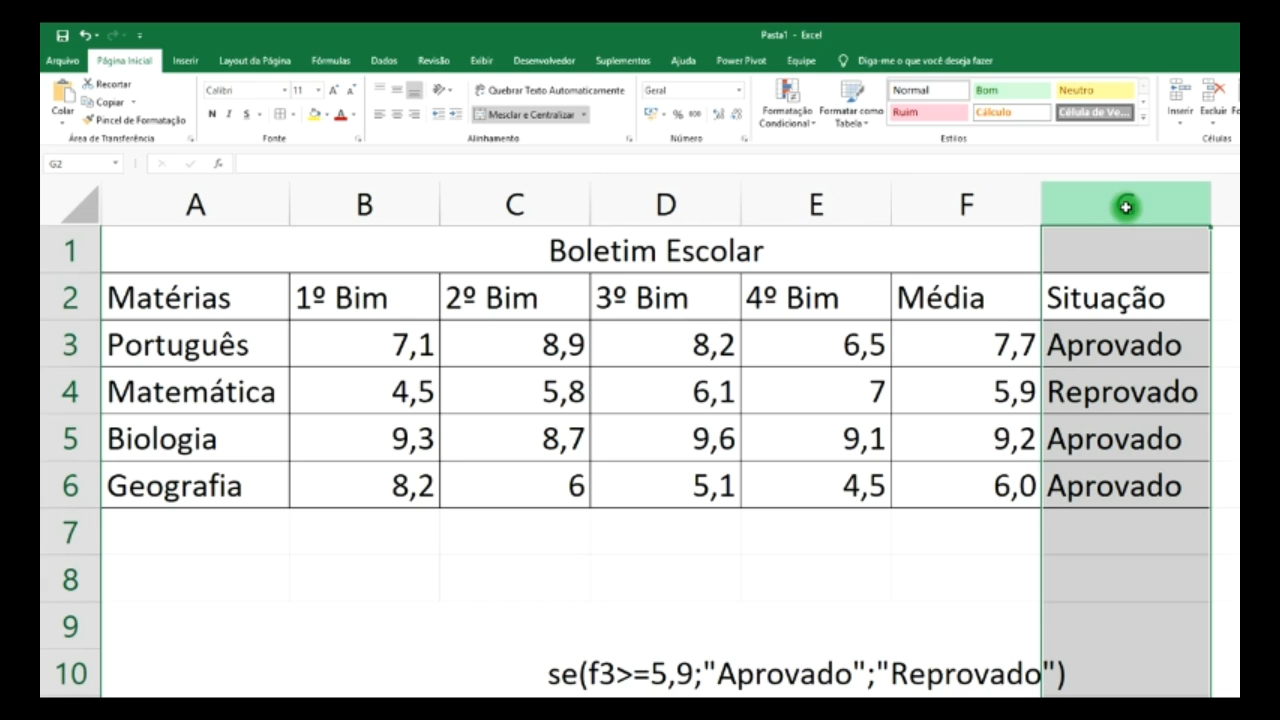 Pasta1 - Excel
Arquivo Página Inicial Inserir Layout da Página Fórmulas Dados Revisão Exibir Desenvolvedor Suplementos Ajuda Power Pivot Equipe Diga-me o que você deseja fazer
Colar
Recortar
Copiar
Pincel de Formatação
Área de Transferência
Calibri 11
N I S
Fonte
Quebrar Texto Automaticamente
Mesclar e Centralizar
Alinhamento
Geral
% 000
Número
Formatação Condicional
Formatar como Tabela
Normal Bom Neutro
Ruim Cálculo Célula de Ve...
Estilos
Inserir Excluir
Células
G2 fx
A B C D E F
1 Boletim Escolar
2 Matérias 1º Bim 2º Bim 3º Bim 4º Bim Média Situação
3 Português 7,1 8,9 8,2 6,5 7,7 Aprovado
4 Matemática 4,5 5,8 6,1 7 5,9 Reprovado
5 Biologia 9,3 8,7 9,6 9,1 9,2 Aprovado
6 Geografia 8,2 6 5,1 4,5 6,0 Aprovado
7
8
9
10 se(f3>=5,9;"Aprovado";"Reprovado")